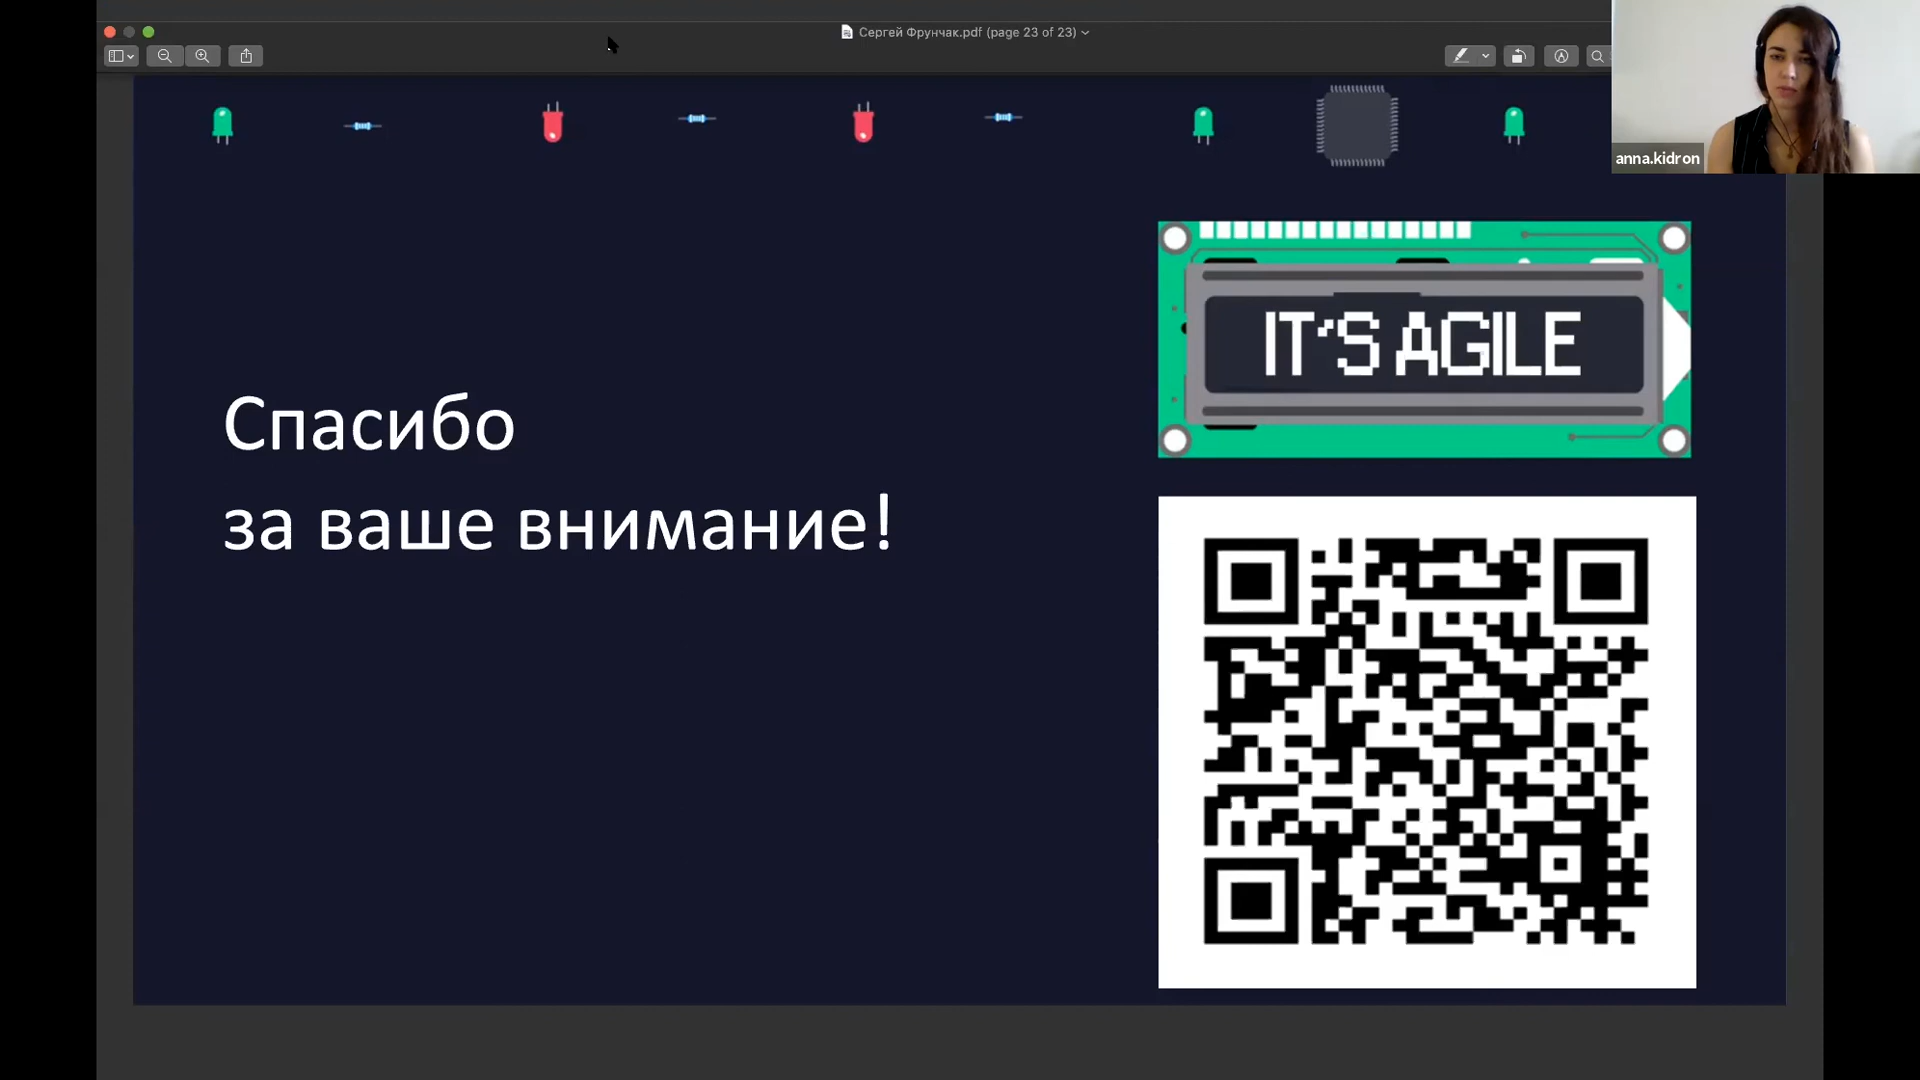 Сергей Фрунчак.pdf (page 23 of 23)
anna.kidron
IT'S AGILE
Спасибо
за ваше внимание!